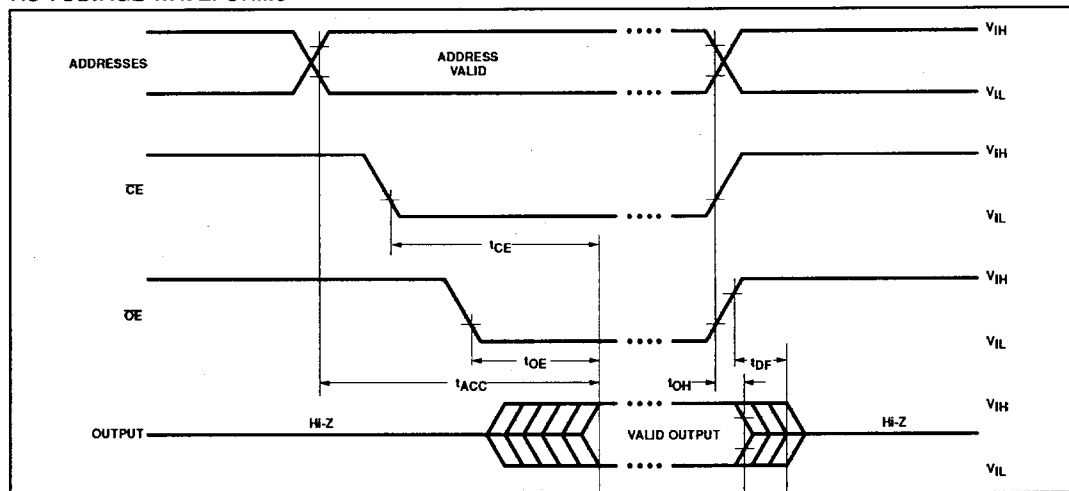 ADDRESSES
ADDRESS
VALID
VIH
VIL
CE
VIH
VIL
tCE
OE
VIH
VIL
tOE
tDF
tACC
tOH
OUTPUT
Hi-Z
VALID OUTPUT
Hi-Z
VIH
VIL